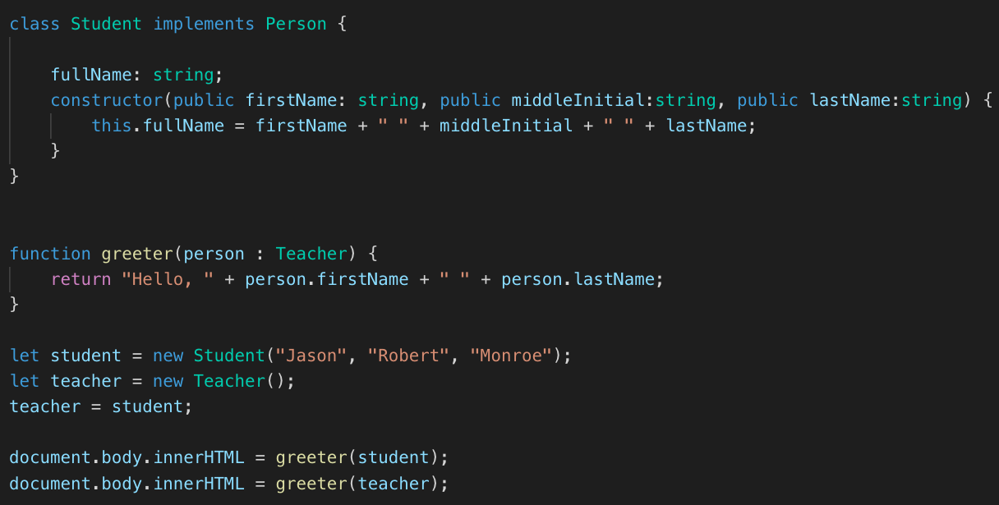 class Student implements Person {
fullName: string;
constructor(public firstName: string, public middleInitial:string, public lastName:string) {
this.fullName = firstName + " " + middleInitial + " " + lastName;
}
}
function greeter(person : Teacher) {
return "Hello, " + person.firstName + " " + person.lastName;
}
let student = new Student("Jason", "Robert", "Monroe");
let teacher = new Teacher();
teacher = student;
document.body.innerHTML = greeter(student);
document.body.innerHTML = greeter(teacher);